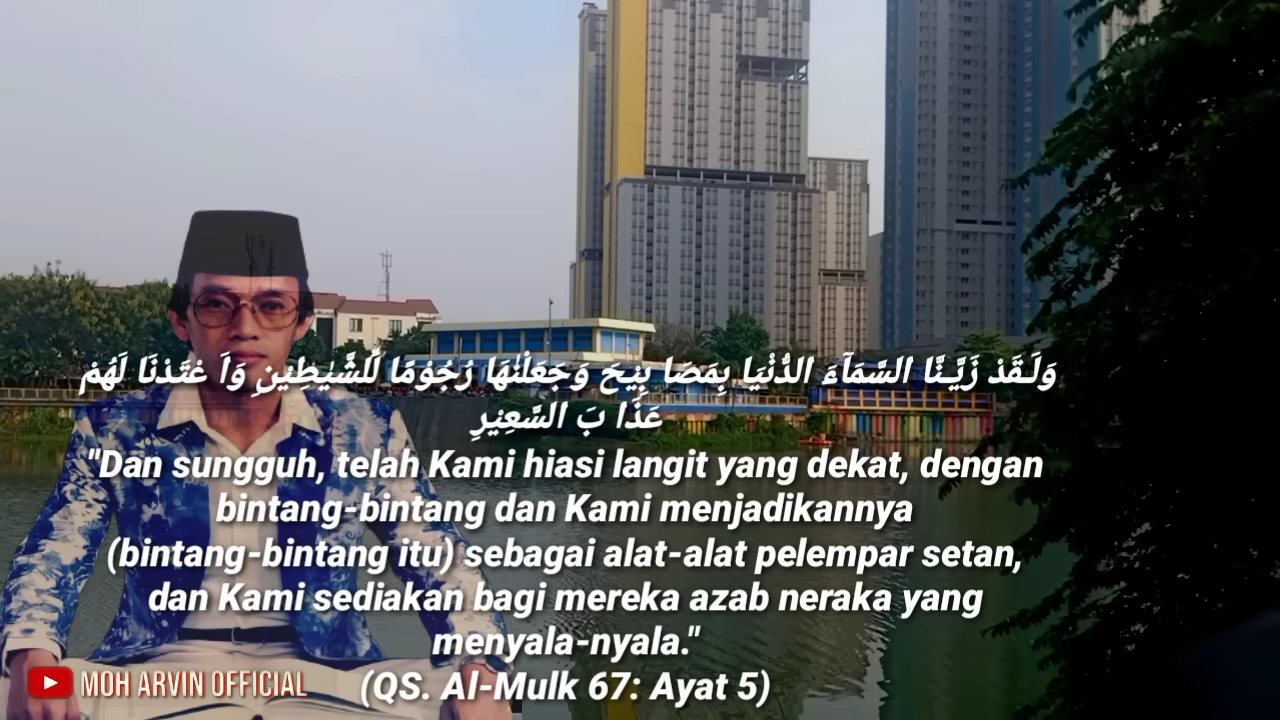 وَلَـقَدْ زَيَّـنَّا السَّمَآءَ الدُّنْيَا بِمَصَا بِيْحَ وَجَعَلْنٰهَا رُجُوْمًا لِّلشَّيٰطِيْنِ وَاَ عْتَدْنَا لَهُمْ
عَذَا بَ السَّعِيْرِ
"Dan sungguh, telah Kami hiasi langit yang dekat, dengan
bintang-bintang dan Kami menjadikannya
(bintang-bintang itu) sebagai alat-alat pelempar setan,
dan Kami sediakan bagi mereka azab neraka yang
menyala-nyala."
(QS. Al-Mulk 67: Ayat 5)
MOH ARVIN OFFICIAL